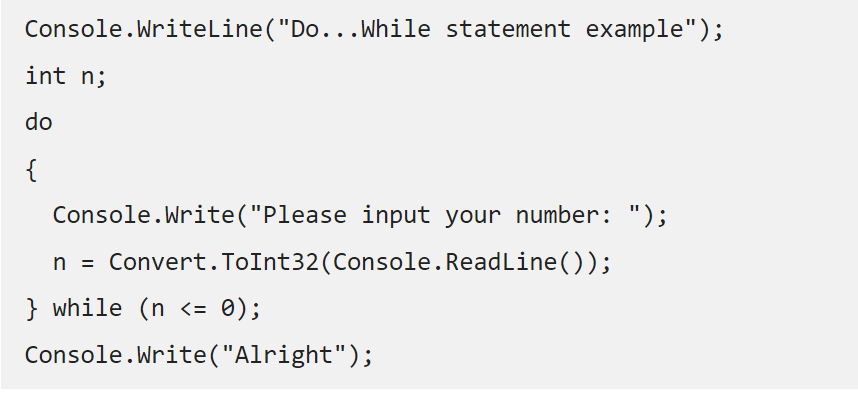 Console.WriteLine("Do...While statement example");
int n;
do
{
  Console.Write("Please input your number: ");
  n = Convert.ToInt32(Console.ReadLine());
} while (n <= 0);
Console.Write("Alright");